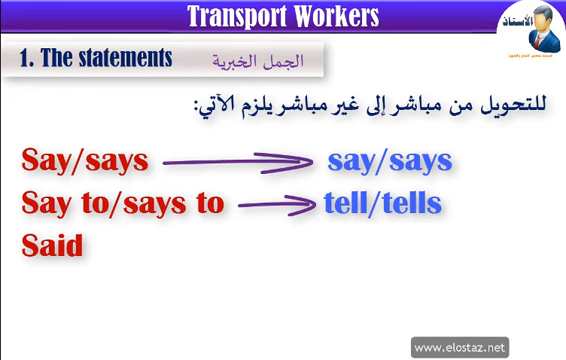 Transport Workers
الأستاذ
1. The statements الجمل الخبرية
للتحويل من مباشر إلى غير مباشر يلزم الآتي:
Say/says say/says
Say to/says to tell/tells
Said
www.elostaz.net